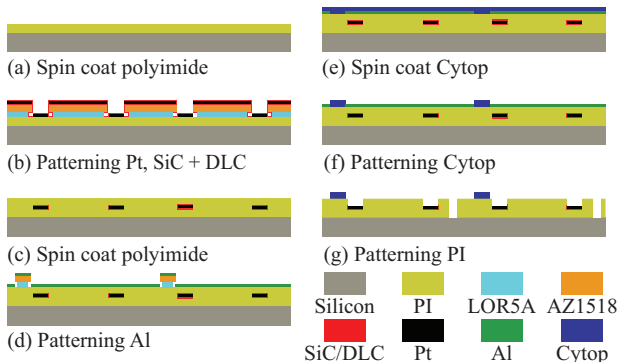 (a) Spin coat polyimide
(b) Patterning Pt, SiC + DLC
(c) Spin coat polyimide
(d) Patterning Al
(e) Spin coat Cytop
(f) Patterning Cytop
(g) Patterning PI
Silicon PI LOR5A AZ1518
SiC/DLC Pt Al Cytop